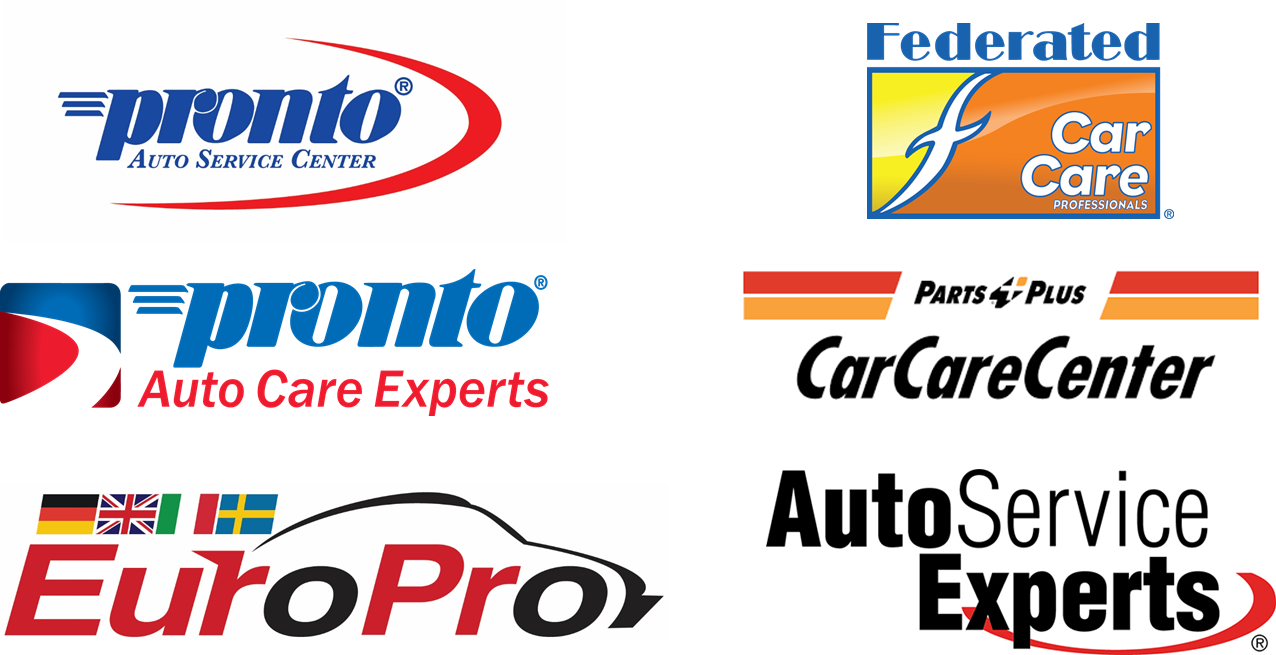 pronto®
AUTO SERVICE CENTER
Federated
Car
Care
PROFESSIONALS
®
pronto®
Auto Care Experts
PARTS PLUS
CarCareCenter
EuroPro
AutoService
Experts
®